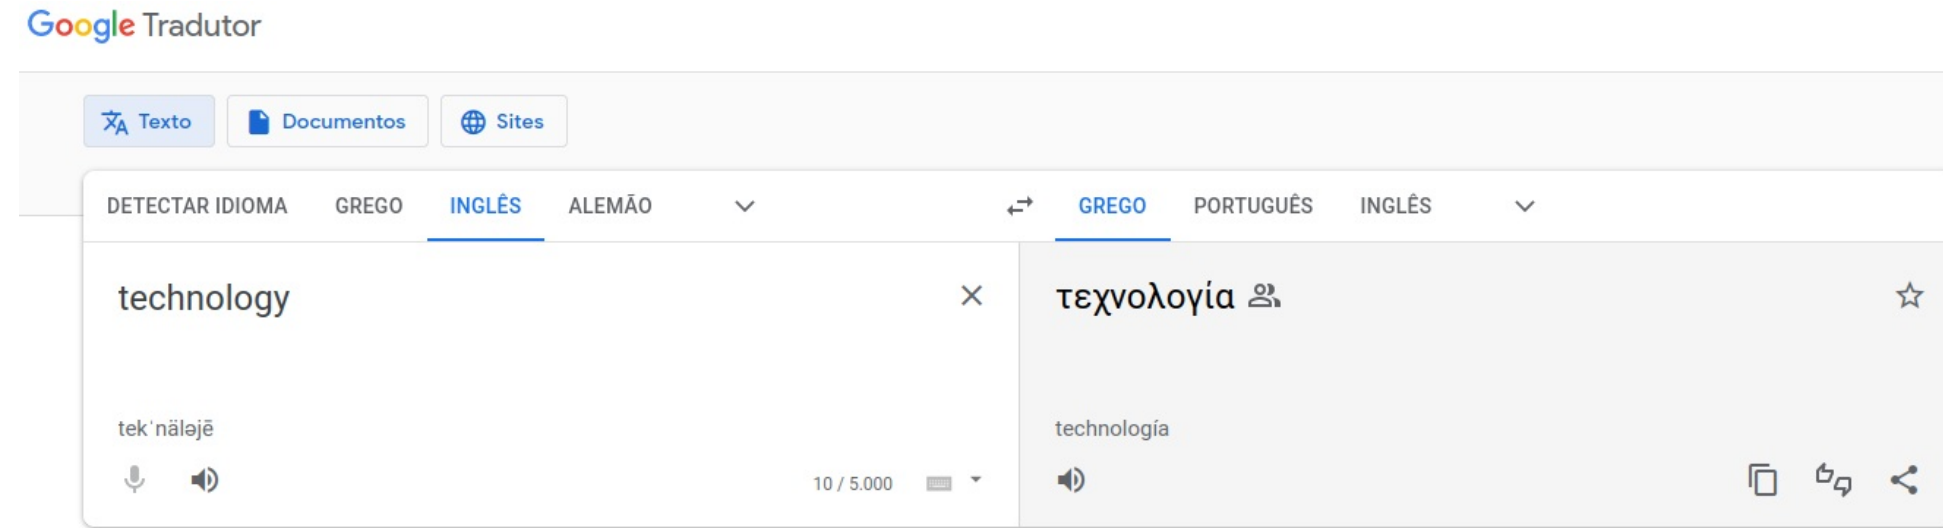 Google Tradutor
Texto Documentos Sites
DETECTAR IDIOMA GREGO INGLÊS ALEMÃO GREGO PORTUGUÊS INGLÊS
technology τεχνολογία
tekˈnäləjē technología
10 / 5.000